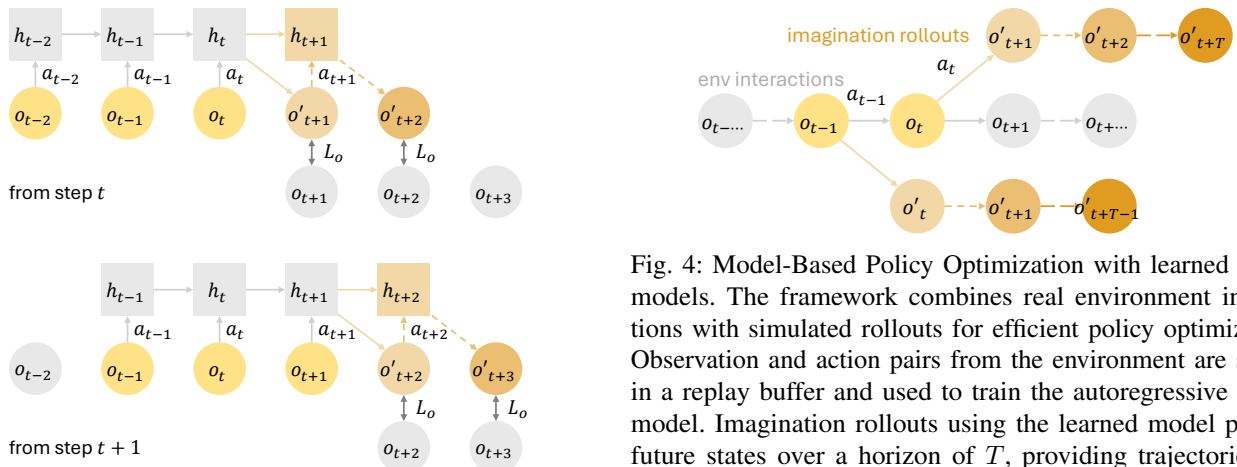 h_{t−2} h_{t−1} h_t h_{t+1}
a_{t−2} a_{t−1} a_t a_{t+1}
o_{t−2} o_{t−1} o_t o'_{t+1} o'_{t+2}
L_o L_o
from step t
o_{t+1} o_{t+2} o_{t+3}
h_{t−1} h_t h_{t+1} h_{t+2}
a_{t−1} a_t a_{t+1} a_{t+2}
o_{t−2} o_{t−1} o_t o_{t+1} o'_{t+2} o'_{t+3}
L_o L_o
from step t + 1
o_{t+2} o_{t+3}
imagination rollouts
o'_{t+1} o'_{t+2} o'_{t+T}
a_t
env interactions
a_{t−1}
o_{t−...} o_{t−1} o_t o_{t+1} o_{t+...}
o'_t o'_{t+1} o'_{t+T−1}
Fig. 4: Model-Based Policy Optimization with learned
models. The framework combines real environment in
tions with simulated rollouts for efficient policy optimiz
Observation and action pairs from the environment are s
in a replay buffer and used to train the autoregressive
model. Imagination rollouts using the learned model p
future states over a horizon of T, providing trajectori